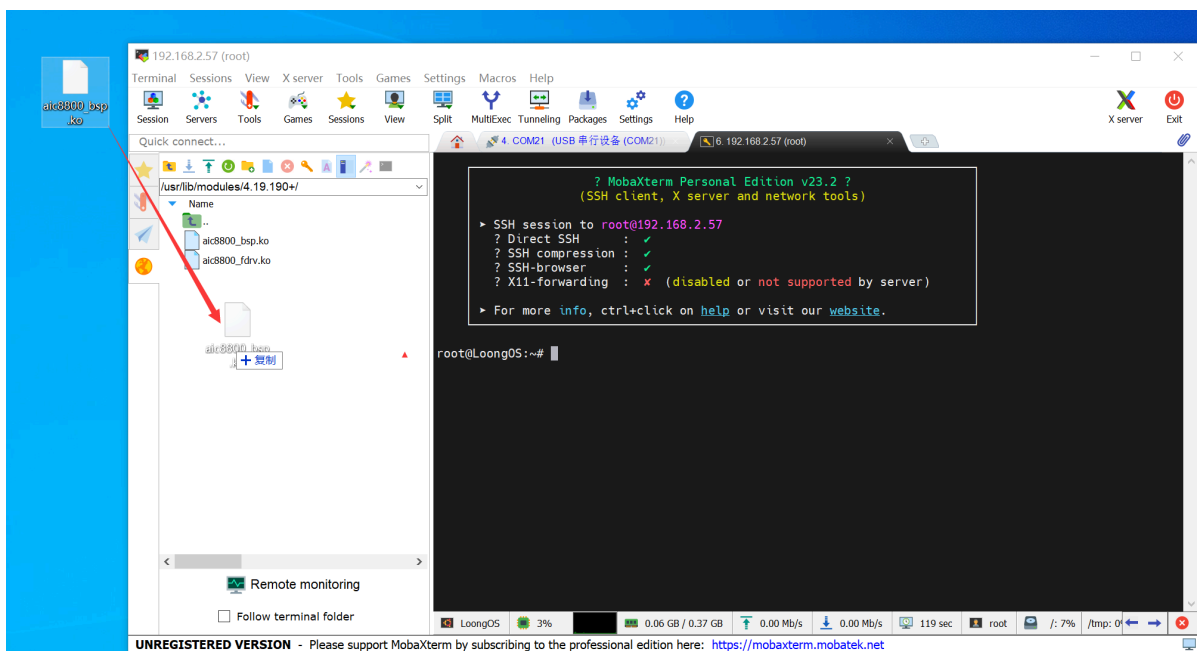 192.168.2.57 (root)
Terminal Sessions View X server Tools Games Settings Macros Help
aic8800_bsp
.ko
Session Servers Tools Games Sessions View Split MultiExec Tunneling Packages Settings Help X server Exit
Quick connect...
4. COM21 (USB 串行设备 (COM21))
6. 192.168.2.57 (root)
/usr/lib/modules/4.19.190+/
Name
..
aic8800_bsp.ko
aic8800_fdrv.ko
aic8800_bsp
复制
? MobaXterm Personal Edition v23.2 ?
(SSH client, X server and network tools)
➤ SSH session to root@192.168.2.57
? Direct SSH : ✔
? SSH compression : ✔
? SSH-browser : ✔
? X11-forwarding : ✘ (disabled or not supported by server)
➤ For more info, ctrl+click on help or visit our website.
root@LoongOS:~#
Remote monitoring
Follow terminal folder
LoongOS 3% 0.06 GB / 0.37 GB 0.00 Mb/s 0.00 Mb/s 119 sec root /: 7% /tmp: 0
UNREGISTERED VERSION - Please support MobaXterm by subscribing to the professional edition here: https://mobaxterm.mobatek.net